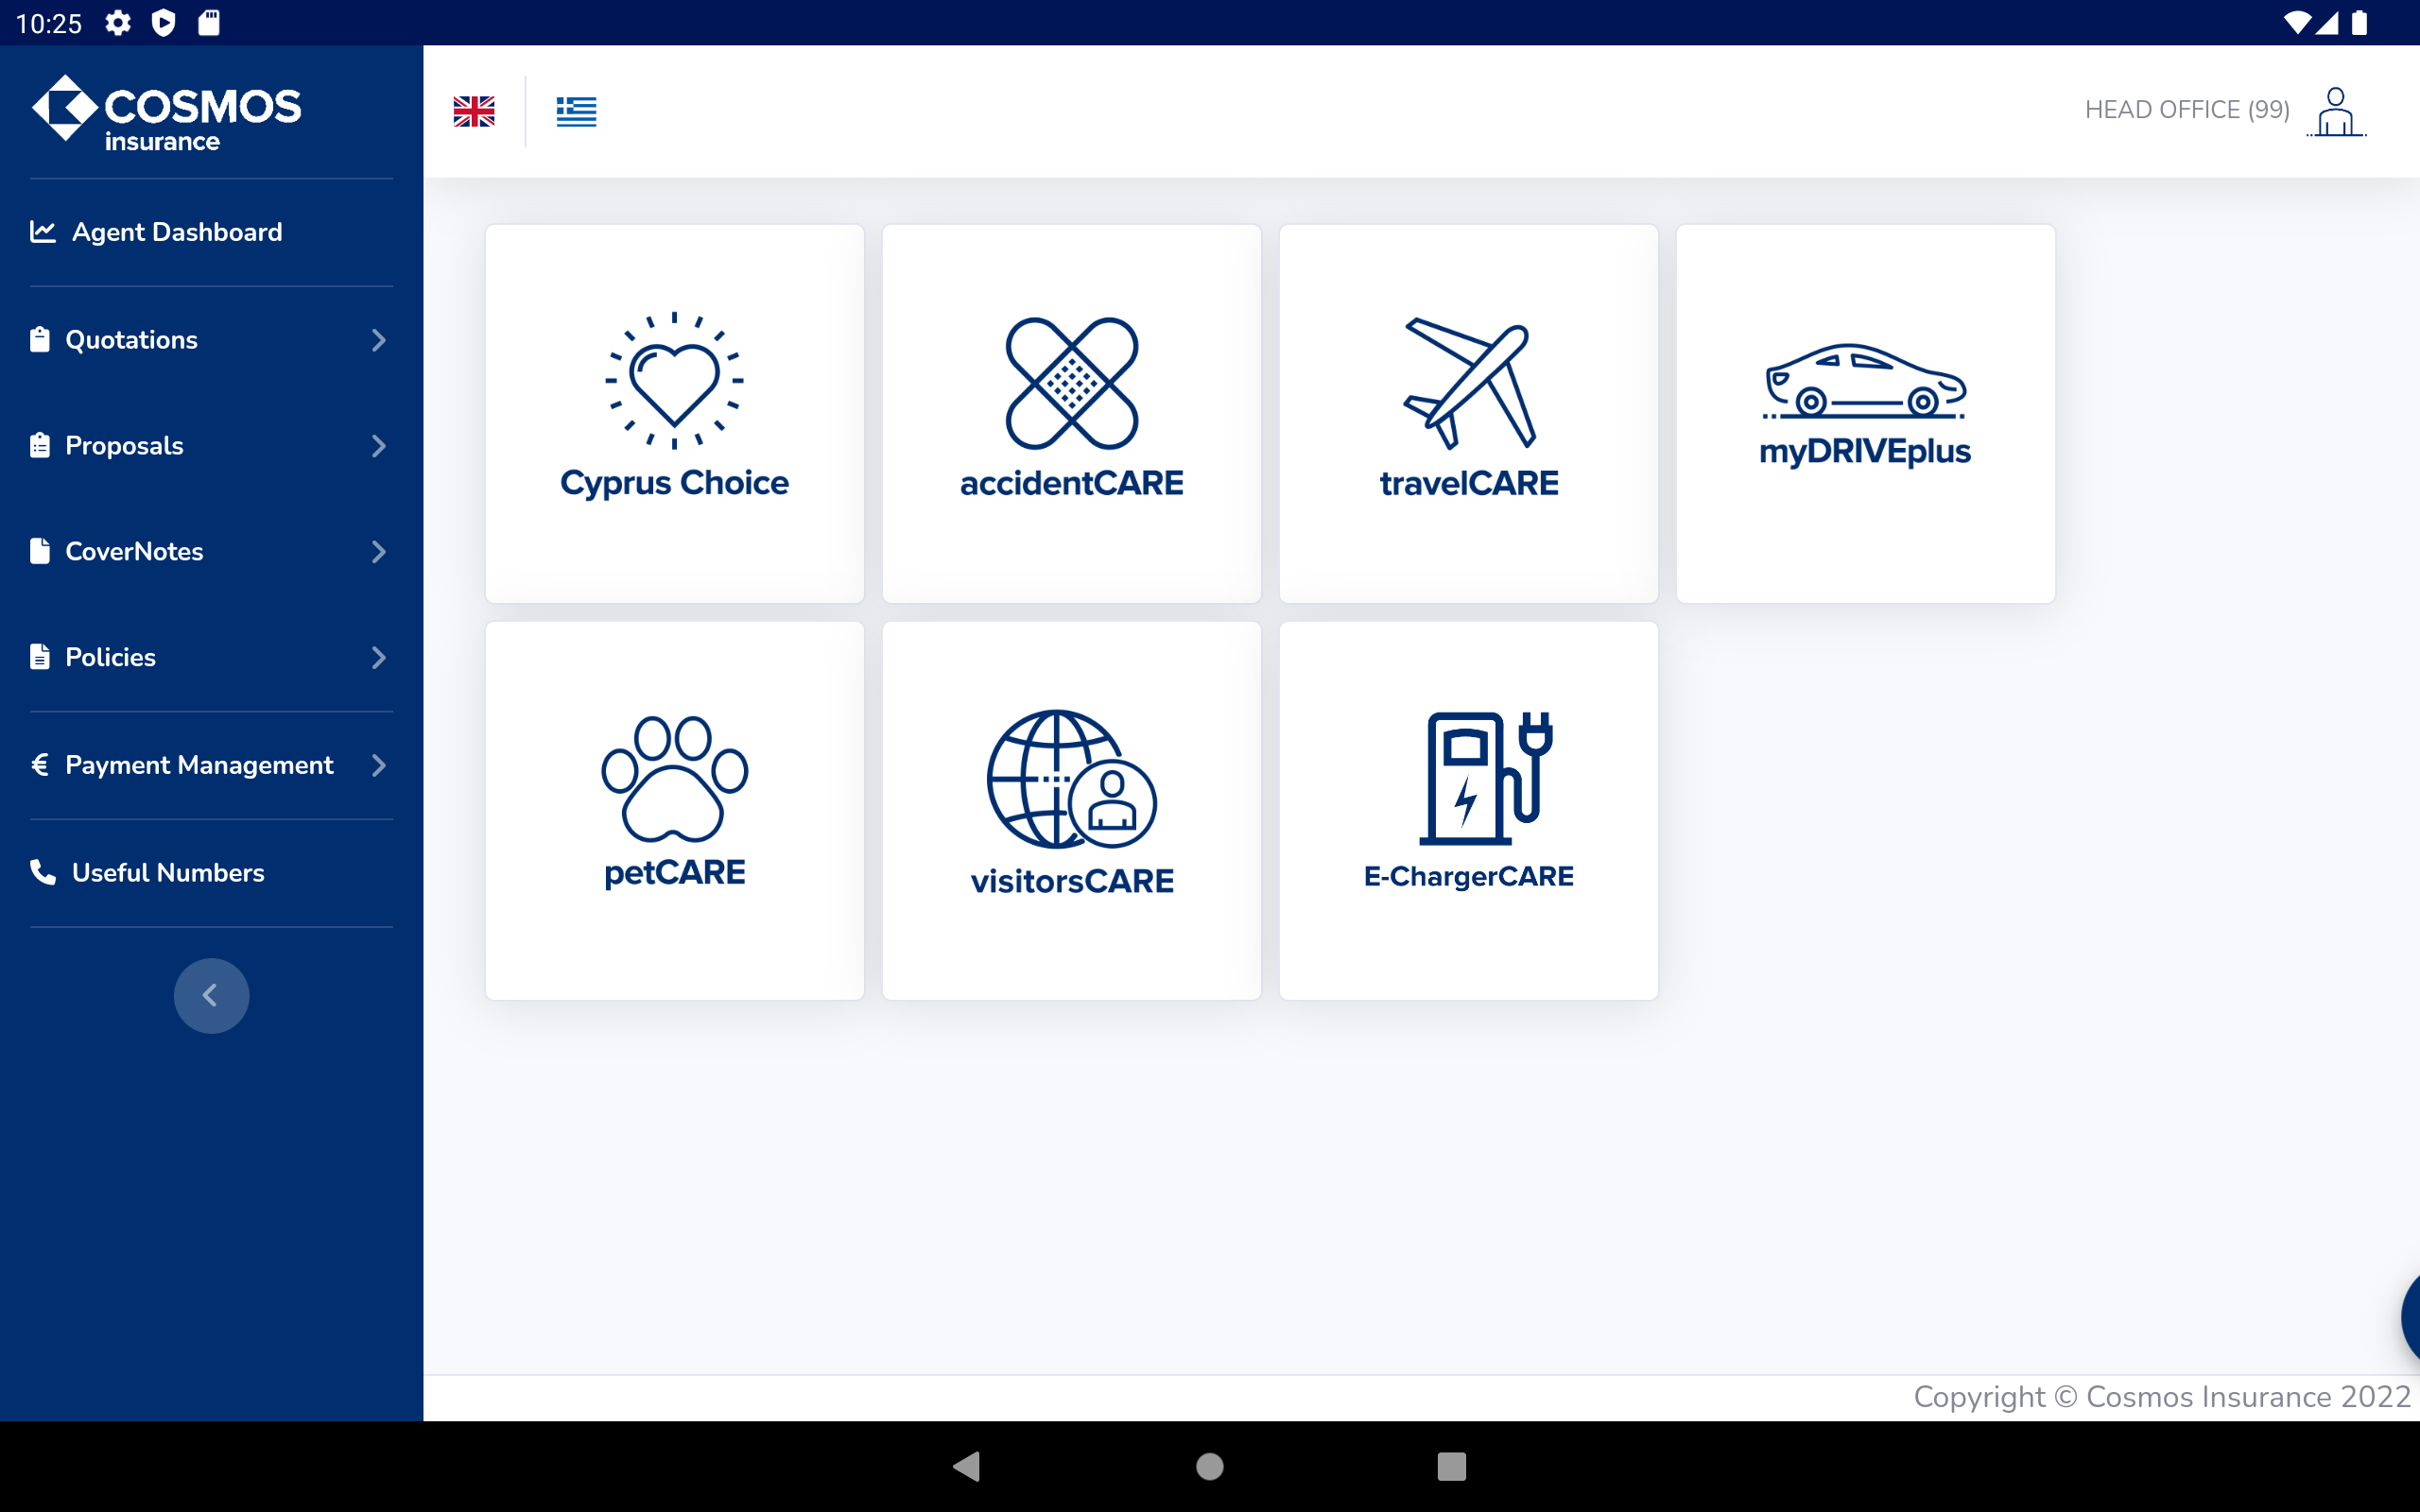 10:25
COSMOS
insurance
HEAD OFFICE (99)
Agent Dashboard
Quotations
Proposals
CoverNotes
Policies
Payment Management
Useful Numbers
Cyprus Choice
accidentCARE
travelCARE
myDRIVEplus
petCARE
visitorsCARE
E-ChargerCARE
Copyright © Cosmos Insurance 2022